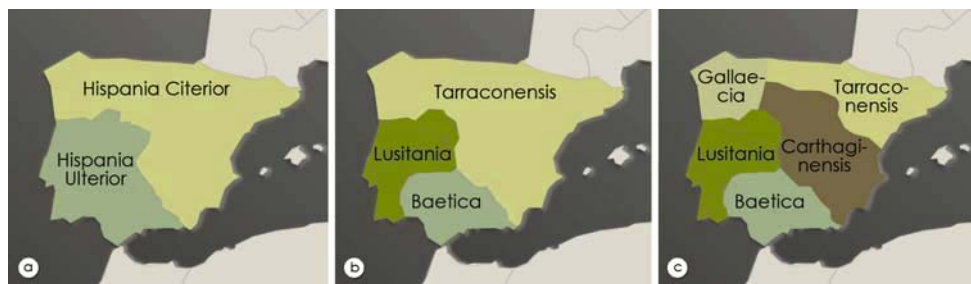 Hispania Citerior
Hispania
Ulterior
a
Tarraconensis
Lusitania
Baetica
b
Gallae-
cia
Tarraco-
nensis
Lusitania
Carthagi-
nensis
Baetica
c